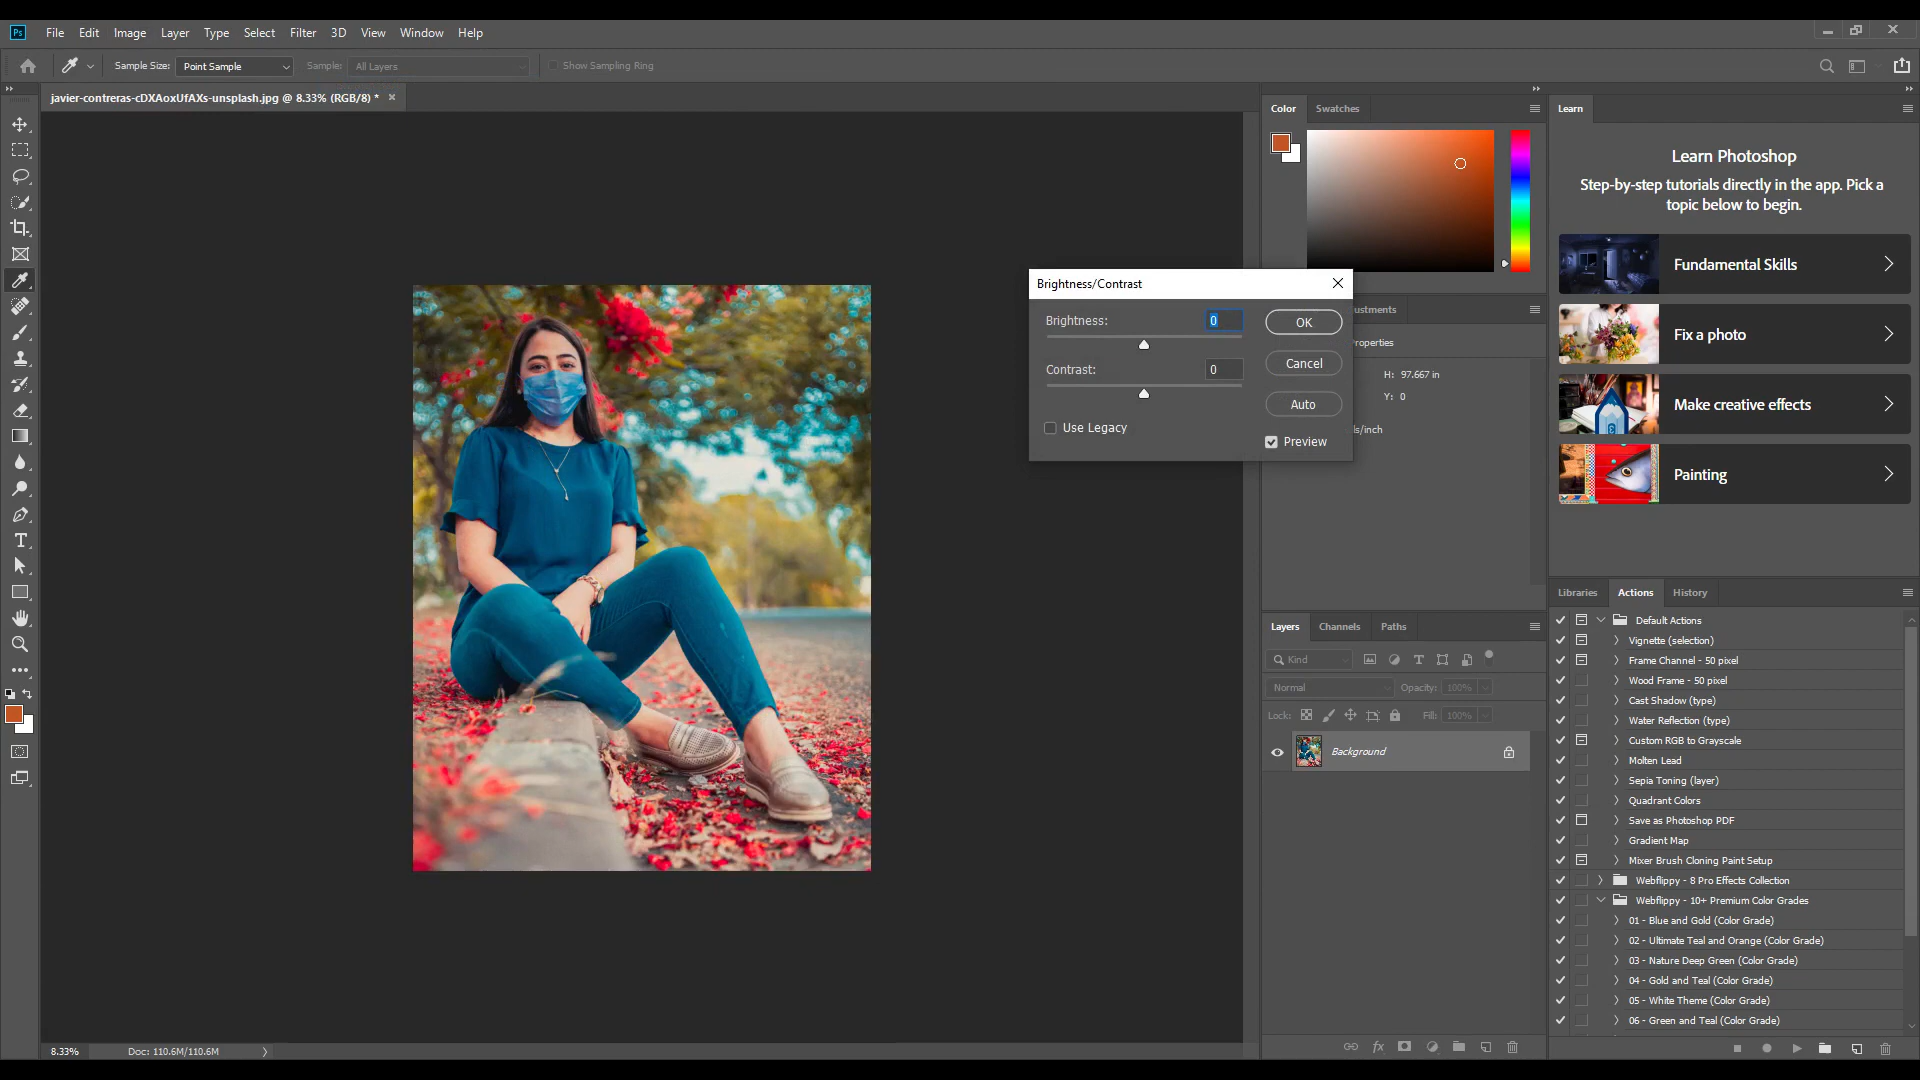 Ps File Edit Image Layer Type Select Filter 3D View Window Help
Sample Size: Point Sample Sample: All Layers Show Sampling Ring
javier-contreras-cDXAoxUfAXs-unsplash.jpg @ 8.33% (RGB/8) *
Color Swatches
Learn
Learn Photoshop
Step-by-step tutorials directly in the app. Pick a
topic below to begin.
Fundamental Skills
Fix a photo
Make creative effects
Painting
Brightness/Contrast
Brightness: 0
OK
Contrast: 0
Cancel
Auto
Use Legacy
Preview
ustments
Properties
H: 97.667 in
Y: 0
ls/inch
Layers Channels Paths
Kind
Normal Opacity: 100%
Lock: Fill: 100%
Background
Libraries Actions History
Default Actions
Vignette (selection)
Frame Channel - 50 pixel
Wood Frame - 50 pixel
Cast Shadow (type)
Water Reflection (type)
Custom RGB to Grayscale
Molten Lead
Sepia Toning (layer)
Quadrant Colors
Save as Photoshop PDF
Gradient Map
Mixer Brush Cloning Paint Setup
Webflippy - 8 Pro Effects Collection
Webflippy - 10+ Premium Color Grades
01 - Blue and Gold (Color Grade)
02 - Ultimate Teal and Orange (Color Grade)
03 - Nature Deep Green (Color Grade)
04 - Gold and Teal (Color Grade)
05 - White Theme (Color Grade)
06 - Green and Teal (Color Grade)
fx
8.33% Doc: 110.6M/110.6M